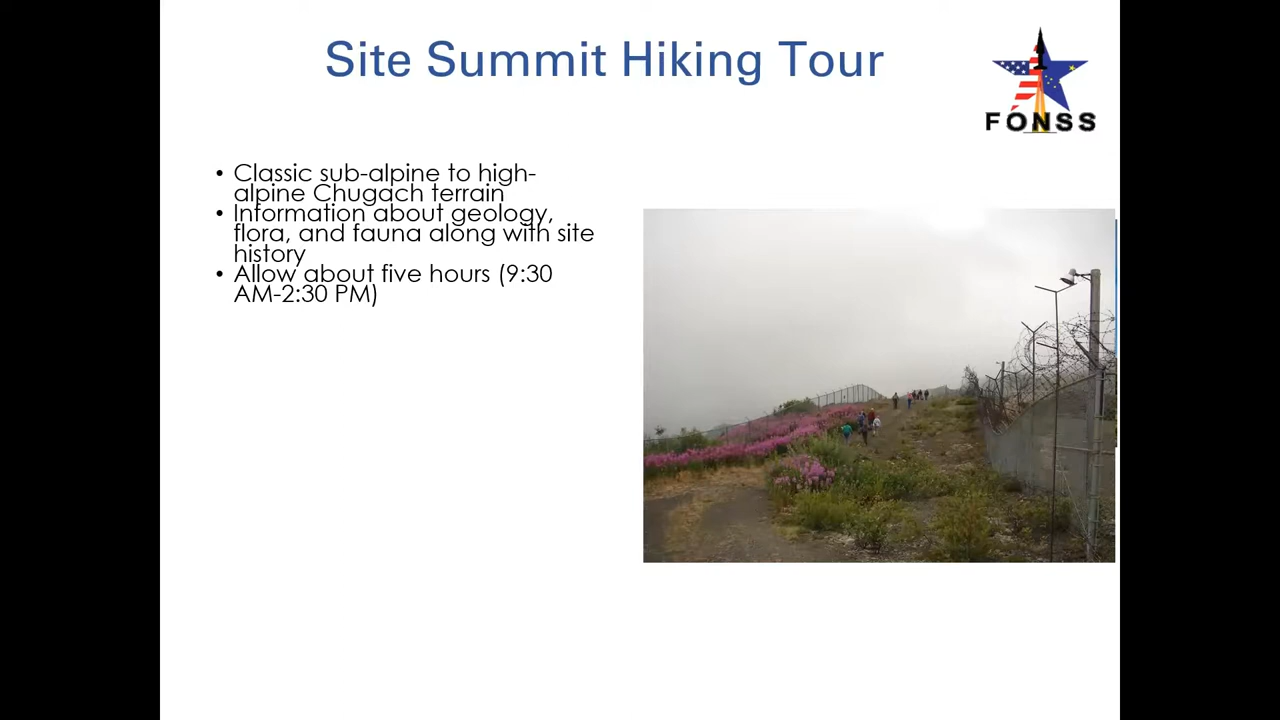 Site Summit Hiking Tour
FONSS
• Classic sub-alpine to high-
alpine Chugach terrain
• Information about geology,
flora, and fauna along with site
history
• Allow about five hours (9:30
AM-2:30 PM)